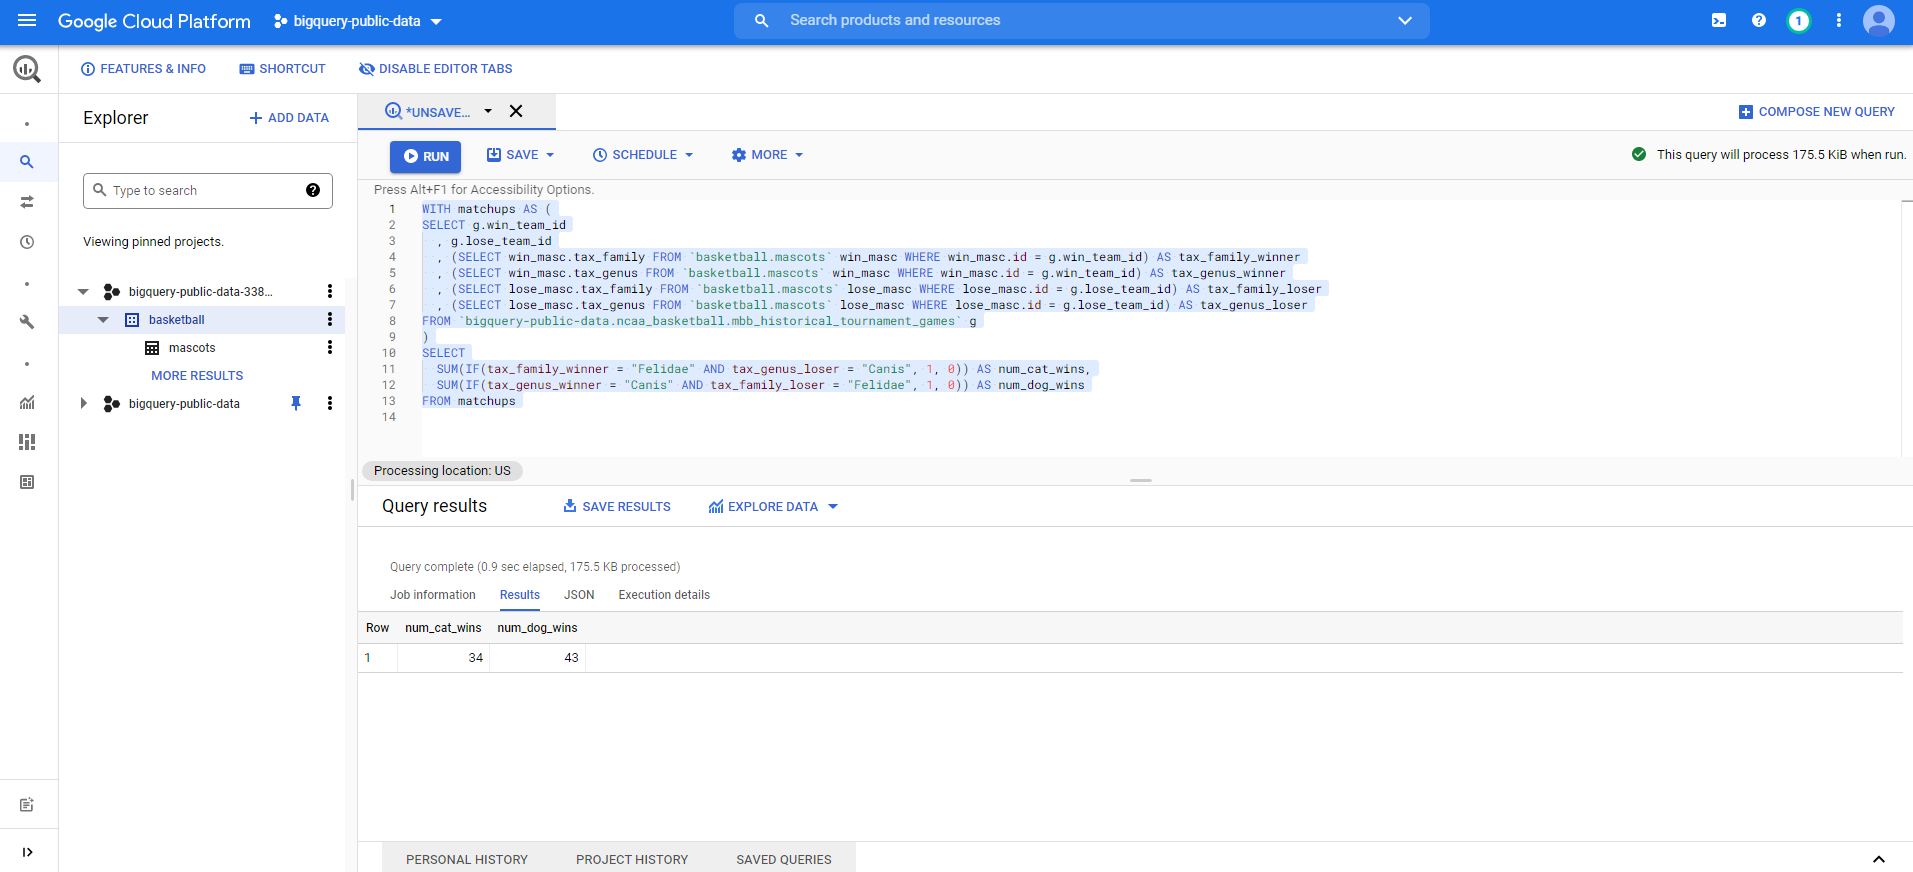 Google Cloud Platform
bigquery-public-data
Search products and resources
1
FEATURES & INFO
SHORTCUT
DISABLE EDITOR TABS
Explorer
ADD DATA
Type to search
Viewing pinned projects.
bigquery-public-data-338...
basketball
mascots
MORE RESULTS
bigquery-public-data
*UNSAVE...
COMPOSE NEW QUERY
RUN
SAVE
SCHEDULE
MORE
This query will process 175.5 KiB when run.
Press Alt+F1 for Accessibility Options.
1 WITH matchups AS (
2 SELECT g.win_team_id
3 , g.lose_team_id
4 , (SELECT win_masc.tax_family FROM `basketball.mascots` win_masc WHERE win_masc.id = g.win_team_id) AS tax_family_winner
5 , (SELECT win_masc.tax_genus FROM `basketball.mascots` win_masc WHERE win_masc.id = g.win_team_id) AS tax_genus_winner
6 , (SELECT lose_masc.tax_family FROM `basketball.mascots` lose_masc WHERE lose_masc.id = g.lose_team_id) AS tax_family_loser
7 , (SELECT lose_masc.tax_genus FROM `basketball.mascots` lose_masc WHERE lose_masc.id = g.lose_team_id) AS tax_genus_loser
8 FROM `bigquery-public-data.ncaa_basketball.mbb_historical_tournament_games` g
9 )
10 SELECT
11 SUM(IF(tax_family_winner = "Felidae" AND tax_genus_loser = "Canis", 1, 0)) AS num_cat_wins,
12 SUM(IF(tax_genus_winner = "Canis" AND tax_family_loser = "Felidae", 1, 0)) AS num_dog_wins
13 FROM matchups
14
Processing location: US
Query results
SAVE RESULTS
EXPLORE DATA
Query complete (0.9 sec elapsed, 175.5 KB processed)
Job information Results JSON Execution details
Row num_cat_wins num_dog_wins
1 34 43
PERSONAL HISTORY PROJECT HISTORY SAVED QUERIES